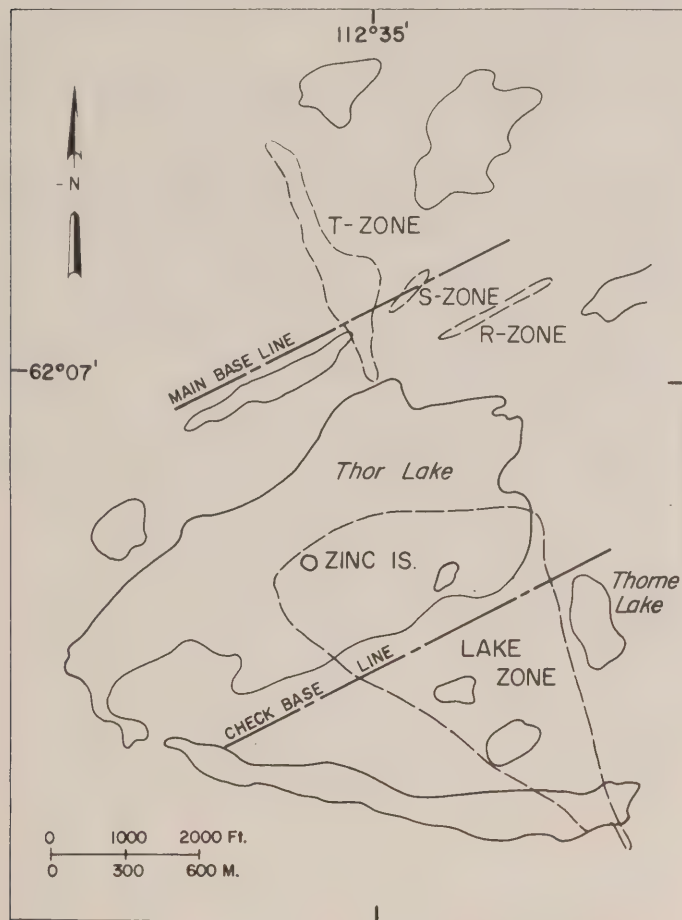 112°35'
- N
T-ZONE
S-ZONE
R-ZONE
MAIN BASE LINE
62°07'
Thor Lake
ZINC IS.
Thorne
Lake
LAKE
ZONE
CHECK BASE LINE
0 1000 2000 Ft.
0 300 600 M.